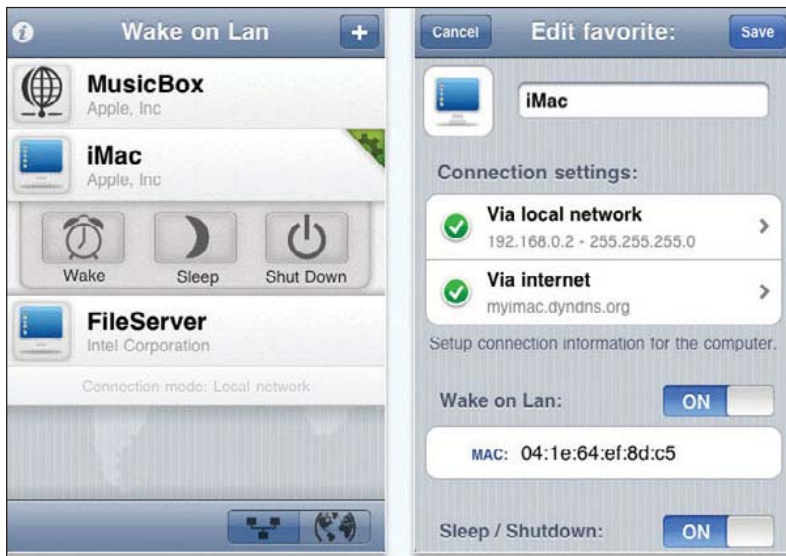 Wake on Lan
+
MusicBox
Apple, Inc
iMac
Apple, Inc
Wake
Sleep
Shut Down
FileServer
Intel Corporation
Connection mode: Local network
Cancel
Edit favorite:
Save
iMac
Connection settings:
Via local network
192.168.0.2 - 255.255.255.0
Via internet
myimac.dyndns.org
Setup connection information for the computer.
Wake on Lan:
ON
MAC: 04:1e:64:ef:8d:c5
Sleep / Shutdown:
ON